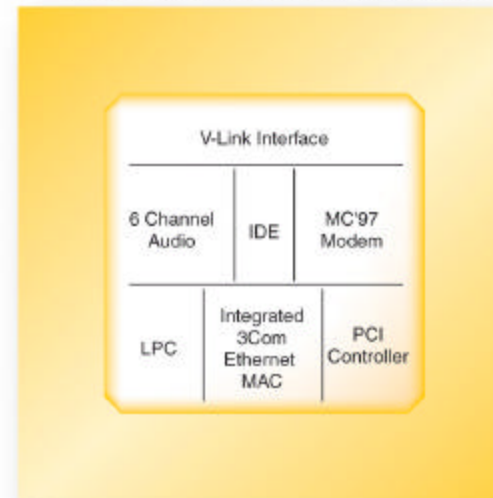 V-Link Interface
6 Channel
Audio
IDE
MC'97
Modem
LPC
Integrated
3Com
Ethernet
MAC
PCI
Controller